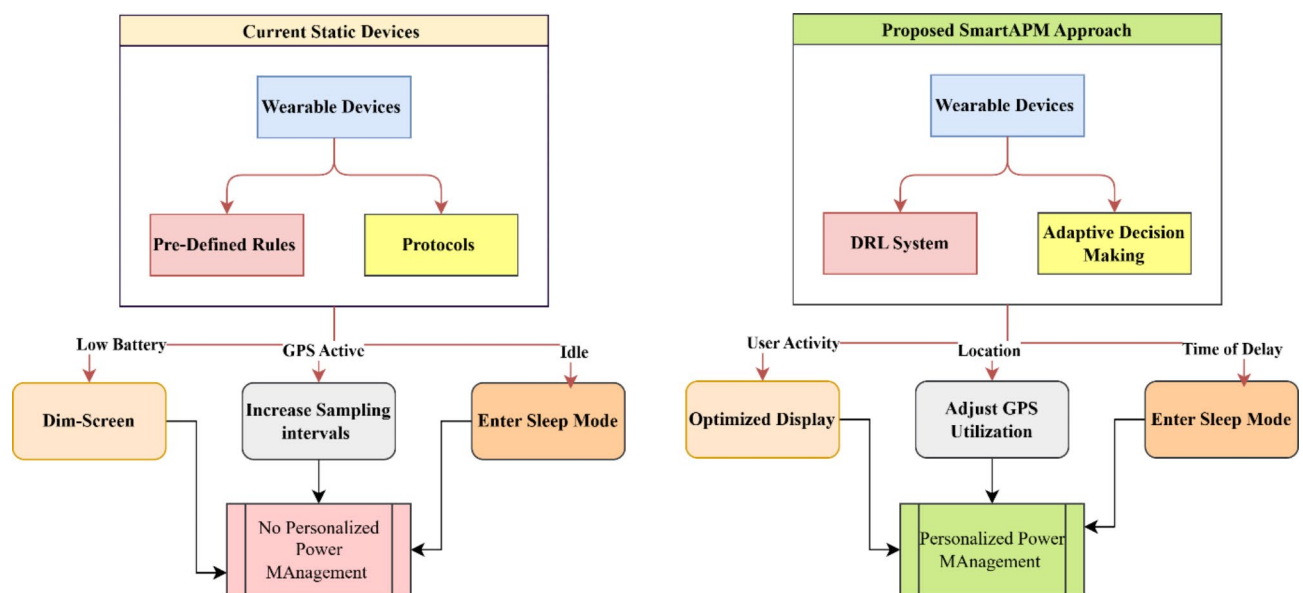 Current Static Devices
Wearable Devices
Pre-Defined Rules
Protocols
Low Battery
GPS Active
Idle
Dim-Screen
Increase Sampling
intervals
Enter Sleep Mode
No Personalized
Power
MAnagement
Proposed SmartAPM Approach
Wearable Devices
DRL System
Adaptive Decision
Making
User Activity
Location
Time of Delay
Optimized Display
Adjust GPS
Utilization
Enter Sleep Mode
Personalized Power
MAnagement